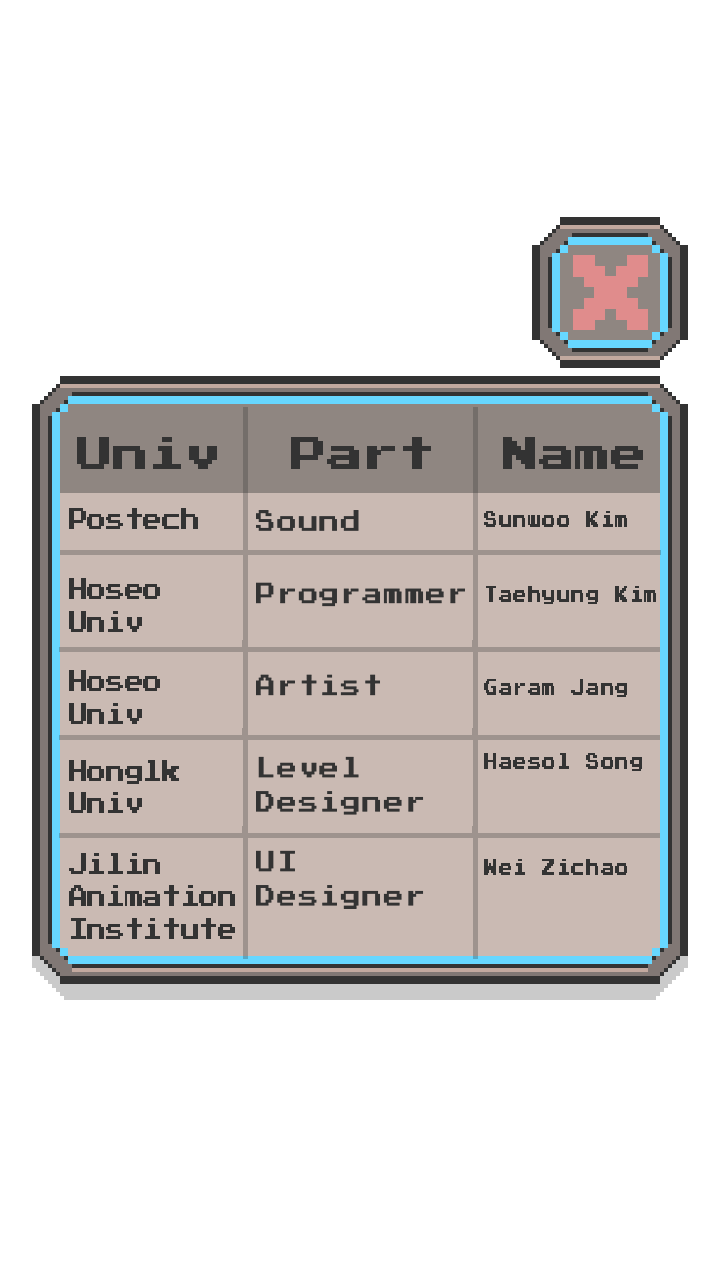 Univ Part Name
Postech Sound Sunwoo Kim
Hoseo
Univ
Programmer
Taehyung Kim
Hoseo
Univ
Artist
Garam Jang
Honglk
Univ
Level
Designer
Haesol Song
Jilin
Animation
Institute
UI
Designer
Wei Zichao